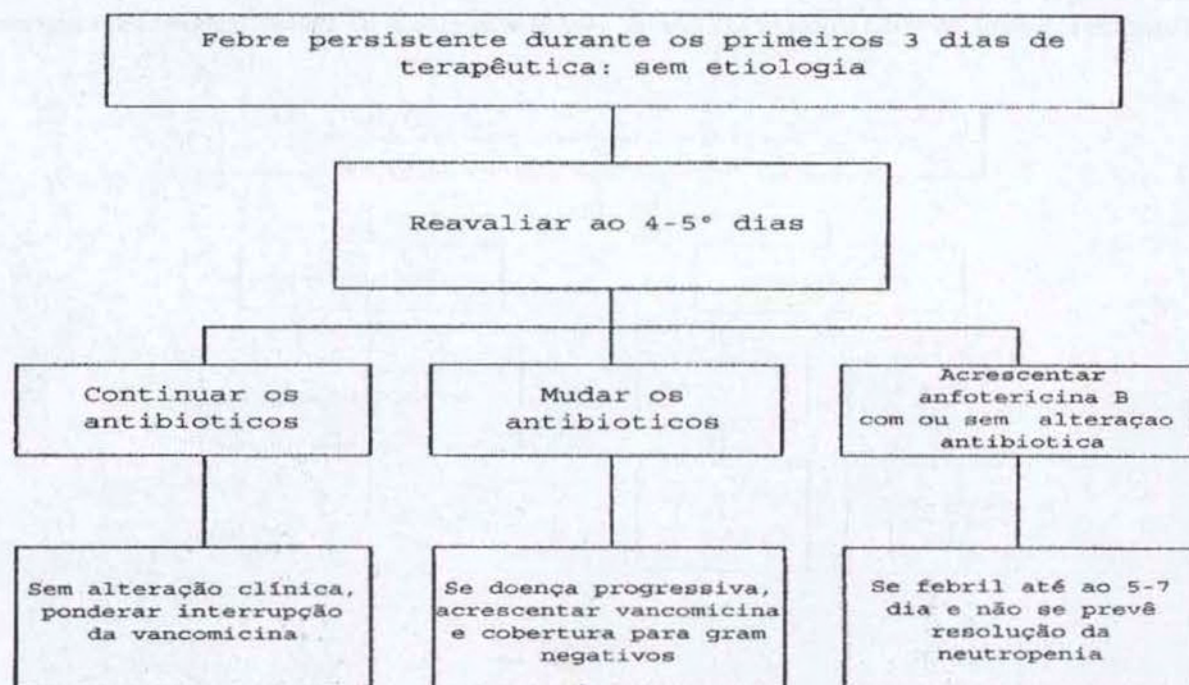 Febre persistente durante os primeiros 3 dias de
terapêutica: sem etiologia
Reavaliar ao 4-5° dias
Continuar os
antibioticos
Mudar os
antibioticos
Acrescentar
anfotericina B
com ou sem alteraçao
antibiotica
Sem alteração clínica,
ponderar interrupção
da vancomicina
Se doença progressiva,
acrescentar vancomicina
e cobertura para gram
negativos
Se febril até ao 5-7
dia e não se prevê
resolução da
neutropenia